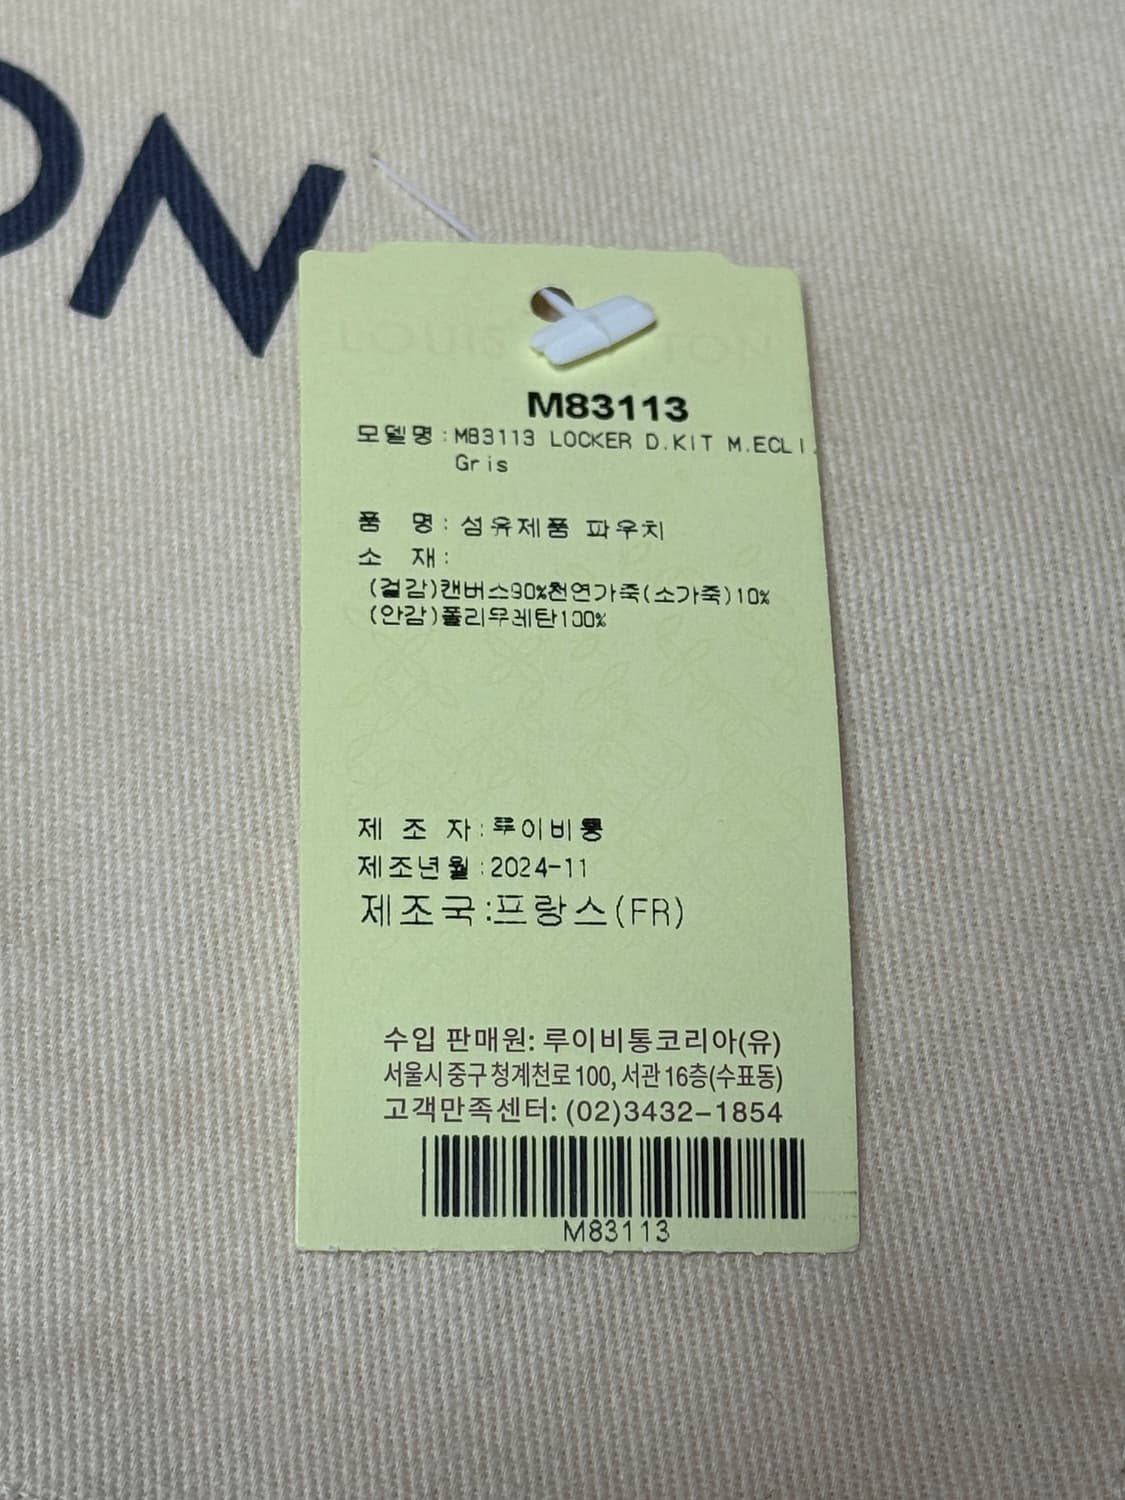 ON
LOUIS TON
M83113
모델명:M83113 LOCKER D.KIT M.ECLI.
Gris
품 명: 섬유제품 파우치
소 재:
(겉감)캔버스90%천연가죽(소가죽)10%
(안감)폴리우레탄100%
제 조 자:루이비통
제조년월:2024-11
제조국:프랑스(FR)
수입 판매원: 루이비통코리아(유)
서울시 중구 청계천로 100, 서관 16층(수표동)
고객만족센터: (02)3432-1854
M83113